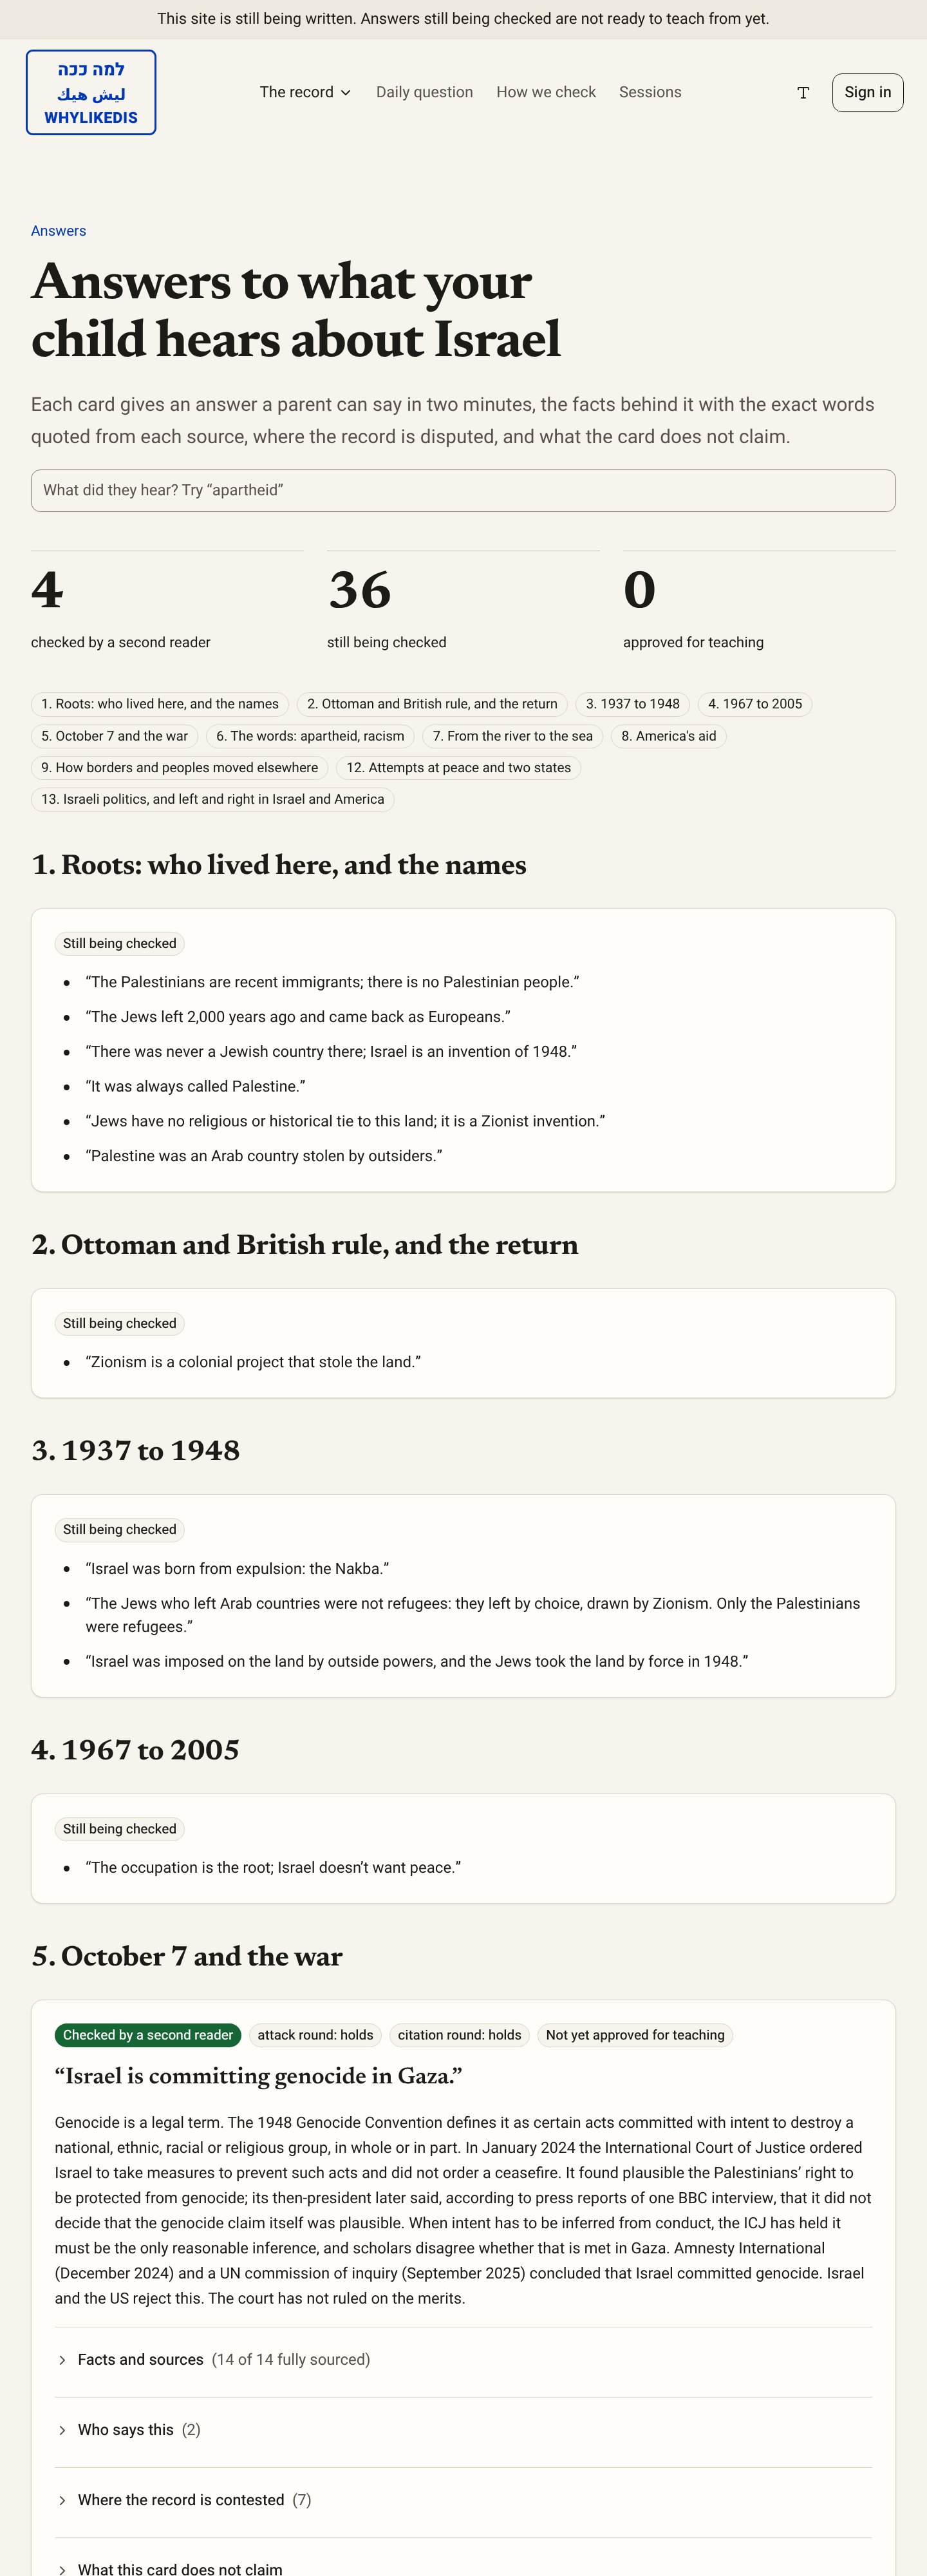 This site is still being written. Answers still being checked are not ready to teach from yet.
למה ככה
ليش هيك
WHYLIKEDIS
The record
Daily question
How we check
Sessions
Sign in
Answers
Answers to what your
child hears about Israel
Each card gives an answer a parent can say in two minutes, the facts behind it with the exact words
quoted from each source, where the record is disputed, and what the card does not claim.
What did they hear? Try “apartheid”
4
checked by a second reader
36
still being checked
0
approved for teaching
1. Roots: who lived here, and the names
2. Ottoman and British rule, and the return
3. 1937 to 1948
4. 1967 to 2005
5. October 7 and the war
6. The words: apartheid, racism
7. From the river to the sea
8. America's aid
9. How borders and peoples moved elsewhere
12. Attempts at peace and two states
13. Israeli politics, and left and right in Israel and America
1. Roots: who lived here, and the names
Still being checked
“The Palestinians are recent immigrants; there is no Palestinian people.”
“The Jews left 2,000 years ago and came back as Europeans.”
“There was never a Jewish country there; Israel is an invention of 1948.”
“It was always called Palestine.”
“Jews have no religious or historical tie to this land; it is a Zionist invention.”
“Palestine was an Arab country stolen by outsiders.”
2. Ottoman and British rule, and the return
Still being checked
“Zionism is a colonial project that stole the land.”
3. 1937 to 1948
Still being checked
“Israel was born from expulsion: the Nakba.”
“The Jews who left Arab countries were not refugees: they left by choice, drawn by Zionism. Only the Palestinians
were refugees.”
“Israel was imposed on the land by outside powers, and the Jews took the land by force in 1948.”
4. 1967 to 2005
Still being checked
“The occupation is the root; Israel doesn’t want peace.”
5. October 7 and the war
Checked by a second reader
attack round: holds
citation round: holds
Not yet approved for teaching
“Israel is committing genocide in Gaza.”
Genocide is a legal term. The 1948 Genocide Convention defines it as certain acts committed with intent to destroy a
national, ethnic, racial or religious group, in whole or in part. In January 2024 the International Court of Justice ordered
Israel to take measures to prevent such acts and did not order a ceasefire. It found plausible the Palestinians’ right to
be protected from genocide; its then-president later said, according to press reports of one BBC interview, that it did not
decide that the genocide claim itself was plausible. When intent has to be inferred from conduct, the ICJ has held it
must be the only reasonable inference, and scholars disagree whether that is met in Gaza. Amnesty International
(December 2024) and a UN commission of inquiry (September 2025) concluded that Israel committed genocide. Israel
and the US reject this. The court has not ruled on the merits.
Facts and sources (14 of 14 fully sourced)
Who says this (2)
Where the record is contested (7)
What this card does not claim